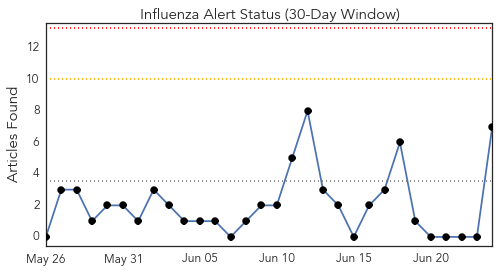 Influenza Alert Status (30-Day Window)
Articles Found
12
10
8
6
4
2
0
May 26
May 31
Jun 05
Jun 10
Jun 15
Jun 20